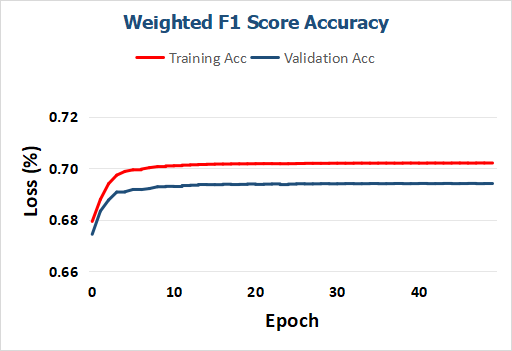 Weighted F1 Score Accuracy
Training Acc Validation Acc
0.72
0.70
0.68
0.66
Loss (%)
0 10 20 30 40
Epoch